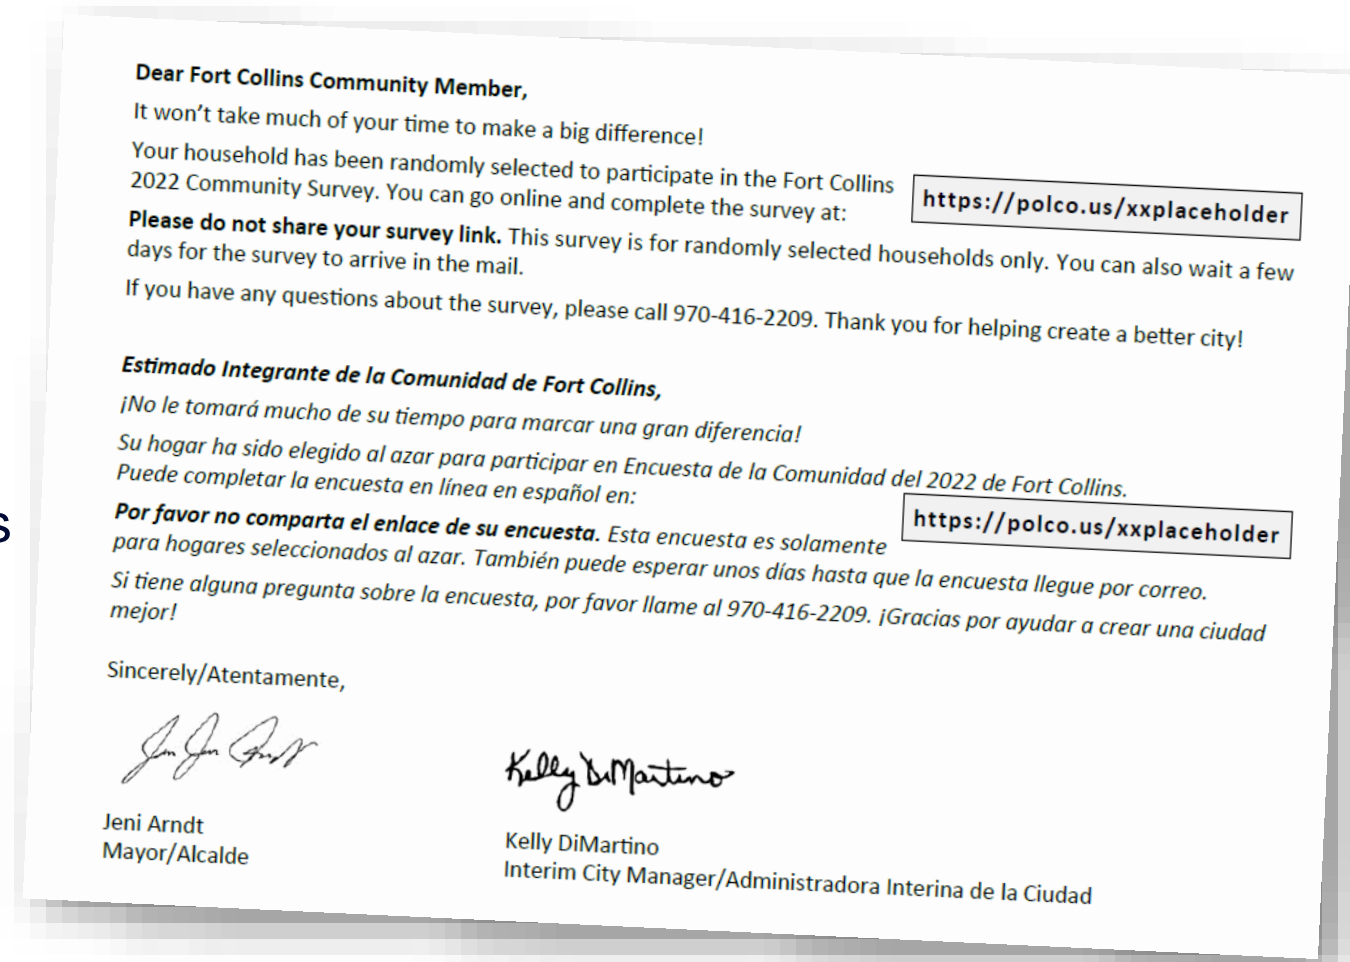 Dear Fort Collins Community Member,
It won't take much of your time to make a big difference!
Your household has been randomly selected to participate in the Fort Collins
2022 Community Survey. You can go online and complete the survey at:
https://polco.us/xxplaceholder
Please do not share your survey link. This survey is for randomly selected households only. You can also wait a few
days for the survey to arrive in the mail.
If you have any questions about the survey, please call 970-416-2209. Thank you for helping create a better city!
Estimado Integrante de la Comunidad de Fort Collins,
¡No le tomará mucho de su tiempo para marcar una gran diferencia!
Su hogar ha sido elegido al azar para participar en Encuesta de la Comunidad del 2022 de Fort Collins.
Puede completar la encuesta en línea en español en:
https://polco.us/xxplaceholder
Por favor no comparta el enlace de su encuesta. Esta encuesta es solamente
para hogares seleccionados al azar. También puede esperar unos días hasta que la encuesta llegue por correo.
Si tiene alguna pregunta sobre la encuesta, por favor llame al 970-416-2209. ¡Gracias por ayudar a crear una ciudad
mejor!
s
Sincerely/Atentamente,
Kelly DiMartino
Jeni Arndt
Mayor/Alcalde
Kelly DiMartino
Interim City Manager/Administradora Interina de la Ciudad